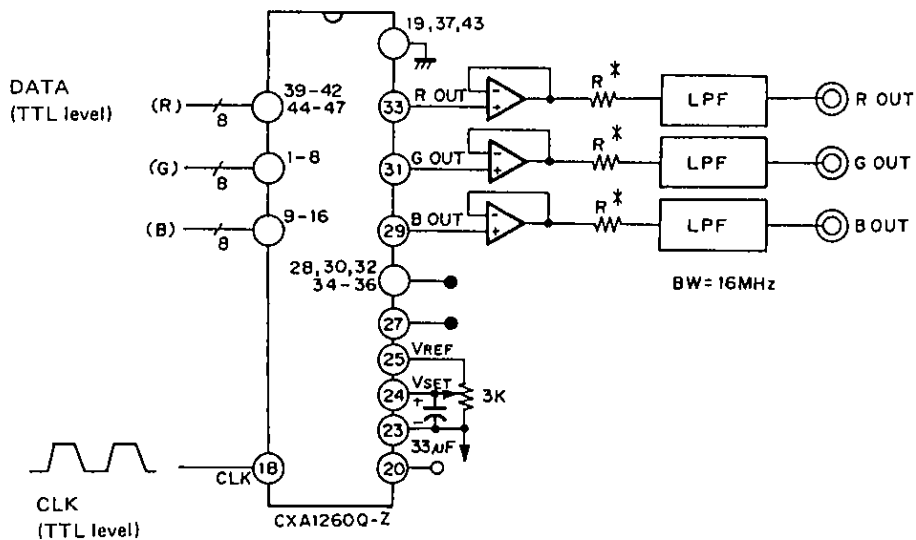 19,37,43
DATA
(TTL level)
(R)
8
39-42
44-47
33
R OUT
R*
LPF
R OUT
(G)
8
1-8
31
G OUT
R*
LPF
G OUT
(B)
8
9-16
29
B OUT
R*
LPF
B OUT
28,30,32
34-36
BW=16MHz
27
25
VREF
24
VSET
3K
+
-
23
33µF
18
CLK
20
CXA1260Q-Z
CLK
(TTL level)